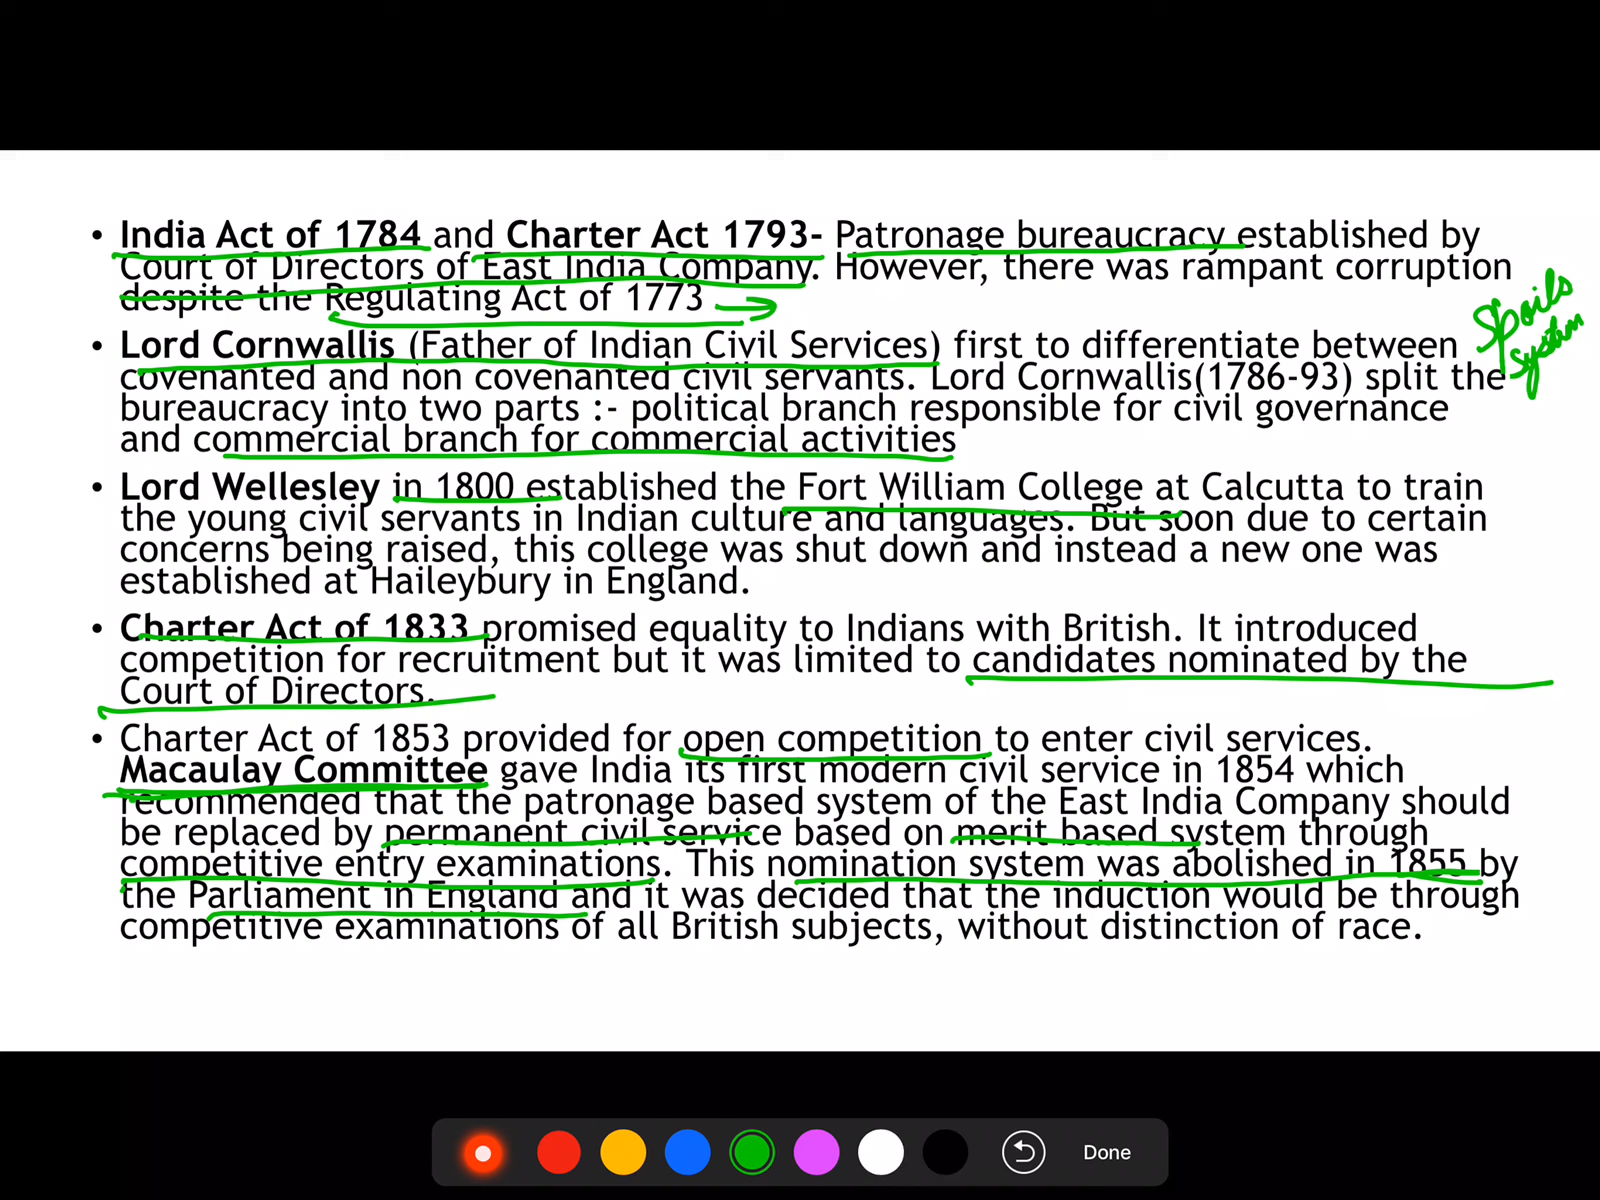 • India Act of 1784 and Charter Act 1793- Patronage bureaucracy established by
Court of Directors of East India Company. However, there was rampant corruption
despite the Regulating Act of 1773
Spoils
System
• Lord Cornwallis (Father of Indian Civil Services) first to differentiate between
covenanted and non covenanted civil servants. Lord Cornwallis(1786-93) split the
bureaucracy into two parts :- political branch responsible for civil governance
and commercial branch for commercial activities
• Lord Wellesley in 1800 established the Fort William College at Calcutta to train
the young civil servants in Indian culture and languages. But soon due to certain
concerns being raised, this college was shut down and instead a new one was
established at Haileybury in England.
• Charter Act of 1833 promised equality to Indians with British. It introduced
competition for recruitment but it was limited to candidates nominated by the
Court of Directors.
• Charter Act of 1853 provided for open competition to enter civil services.
Macaulay Committee gave India its first modern civil service in 1854 which
recommended that the patronage based system of the East India Company should
be replaced by permanent civil service based on merit based system through
competitive entry examinations. This nomination system was abolished in 1855 by
the Parliament in England and it was decided that the induction would be through
competitive examinations of all British subjects, without distinction of race.
Done